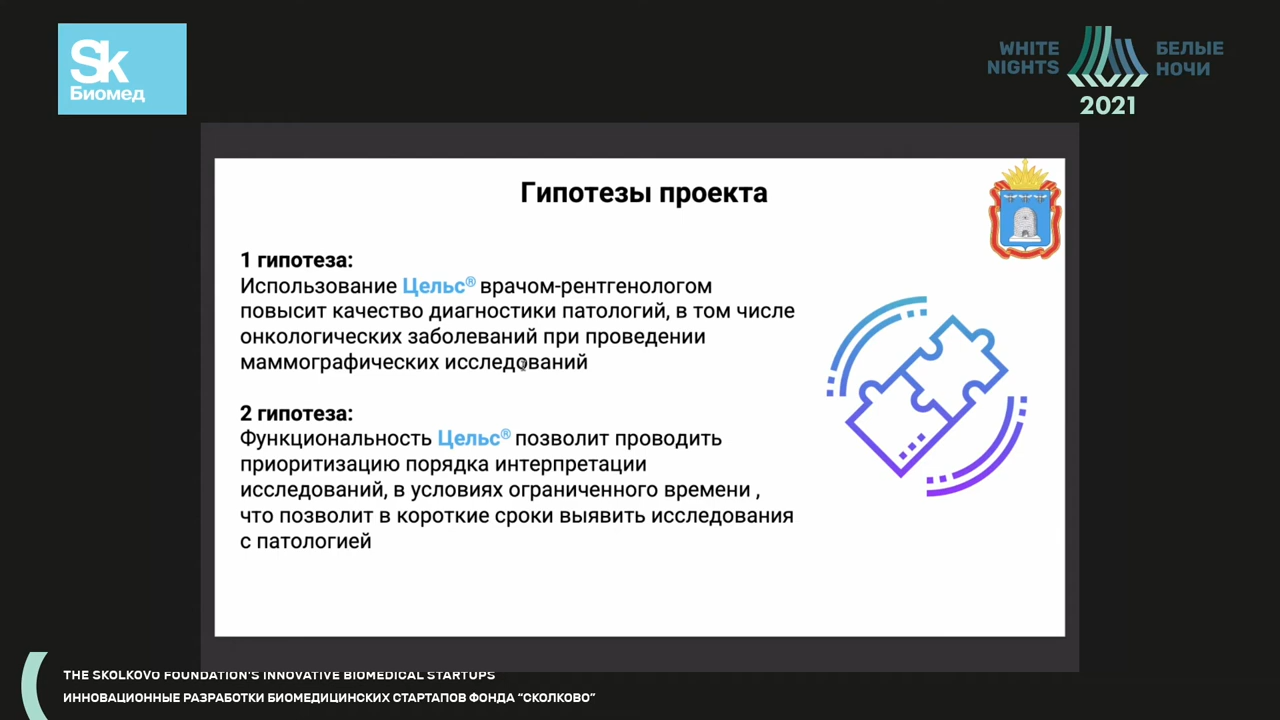 Sk
Биомед
WHITE
NIGHTS
БЕЛЫЕ
НОЧИ
2021
Гипотезы проекта
1 гипотеза:
Использование Цельс® врачом-рентгенологом
повысит качество диагностики патологий, в том числе
онкологических заболеваний при проведении
маммографических исследований
2 гипотеза:
Функциональность Цельс® позволит проводить
приоритизацию порядка интерпретации
исследований, в условиях ограниченного времени ,
что позволит в короткие сроки выявить исследования
с патологией
THE SKOLKOVO FOUNDATION'S INNOVATIVE BIOMEDICAL STARTUPS
ИННОВАЦИОННЫЕ РАЗРАБОТКИ БИОМЕДИЦИНСКИХ СТАРТАПОВ ФОНДА "СКОЛКОВО"